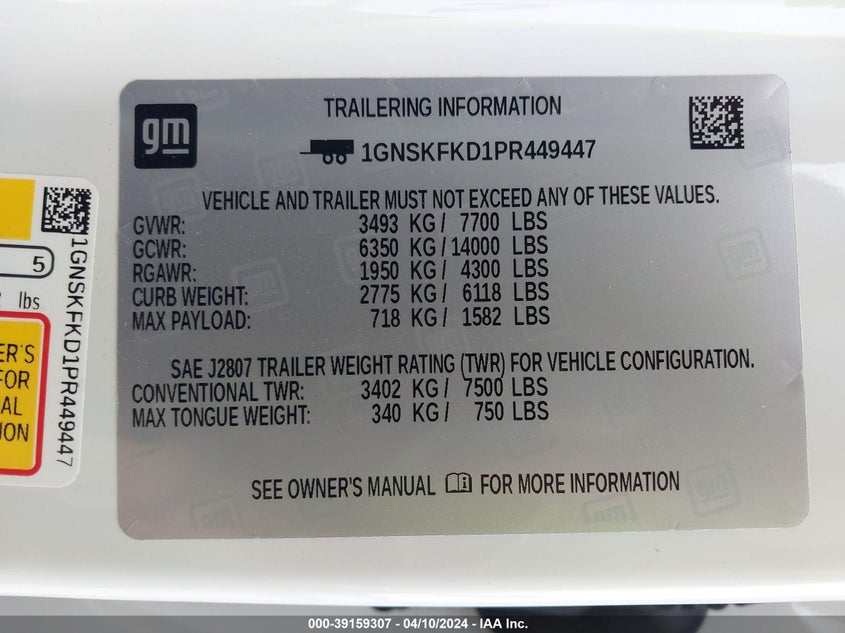 gm
TRAILERING INFORMATION
1GNSKFKD1PR449447
VEHICLE AND TRAILER MUST NOT EXCEED ANY OF THESE VALUES.
GVWR: 3493 KG / 7700 LBS
GCWR: 6350 KG / 14000 LBS
RGAWR: 1950 KG / 4300 LBS
CURB WEIGHT: 2775 KG / 6118 LBS
MAX PAYLOAD: 718 KG / 1582 LBS
SAE J2807 TRAILER WEIGHT RATING (TWR) FOR VEHICLE CONFIGURATION.
CONVENTIONAL TWR: 3402 KG / 7500 LBS
MAX TONGUE WEIGHT: 340 KG / 750 LBS
SEE OWNER'S MANUAL FOR MORE INFORMATION
1GNSKFKD1PR449447
5
lbs
000-39159307 - 04/10/2024 - IAA Inc.